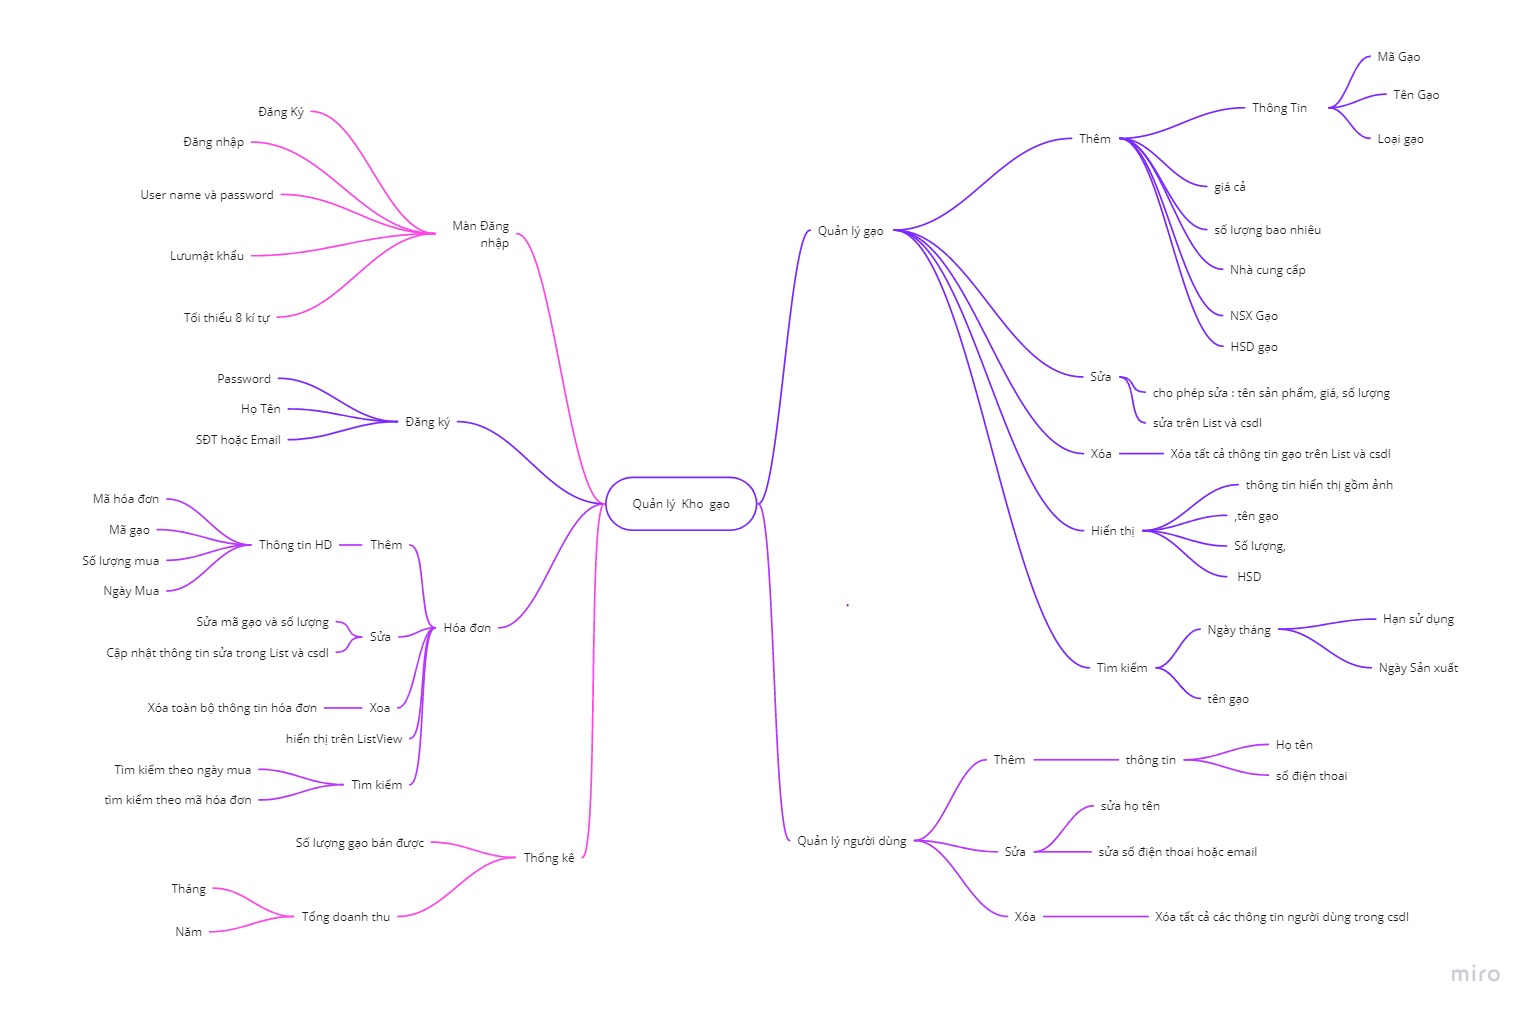 Quản lý Kho gạo
Màn Đăng
nhập
Đăng Ký
Đăng nhập
User name và password
Lưumật khẩu
Tối thiểu 8 kí tự
Đăng ký
Password
Họ Tên
SĐT hoặc Email
Hóa đơn
Thêm
Thông tin HD
Mã hóa đơn
Mã gạo
Số lượng mua
Ngày Mua
Sửa
Sửa mã gao và số lượng
Cập nhật thông tin sửa trong List và csdl
Xoa
Xóa toàn bộ thông tin hóa đơn
hiển thị trên ListView
Tìm kiếm
Tìm kiếm theo ngày mua
tìm kiếm theo mã hóa đơn
Thống kê
Số lượng gạo bán được
Tổng doanh thu
Tháng
Năm
Quản lý gạo
Thêm
Thông Tin
Mã Gạo
Tên Gạo
Loại gạo
giá cả
số lượng bao nhiêu
Nhà cung cấp
NSX Gạo
HSD gạo
Sửa
cho phép sửa : tên sản phẩm, giá, số lượng
sửa trên List và csdl
Xóa
Xóa tất cả thông tin gạo trên List và csdl
Hiển thị
thông tin hiển thị gồm ảnh
,tên gạo
Số lượng,
HSD
Tìm kiếm
Ngày tháng
Hạn sử dụng
Ngày Sản xuất
tên gạo
Quản lý người dùng
Thêm
thông tin
Họ tên
số điện thoai
Sửa
sửa họ tên
sửa số điện thoai hoặc email
Xóa
Xóa tất cả các thông tin người dùng trong csdl
.
miro